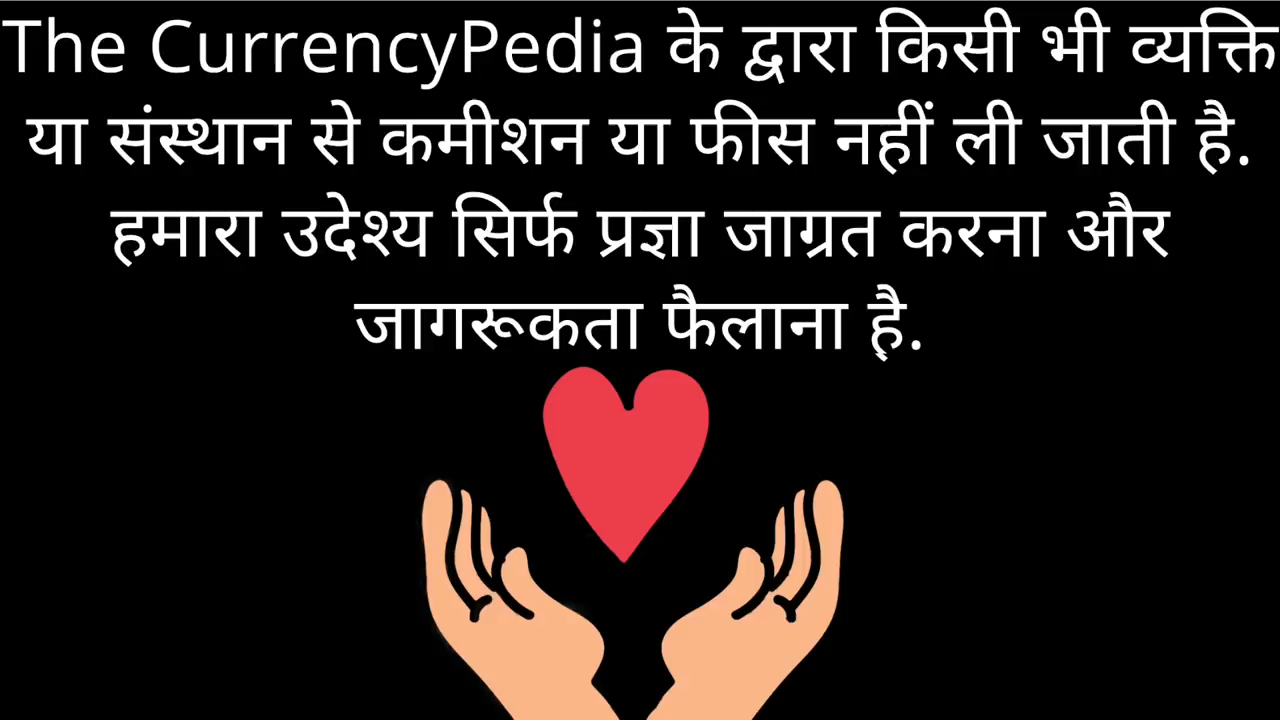 The CurrencyPedia के द्वारा किसी भी व्यक्ति
या संस्थान से कमीशन या फीस नहीं ली जाती है.
हमारा उदेश्य सिर्फ प्रज्ञा जाग्रत करना और
जागरूकता फैलाना है.